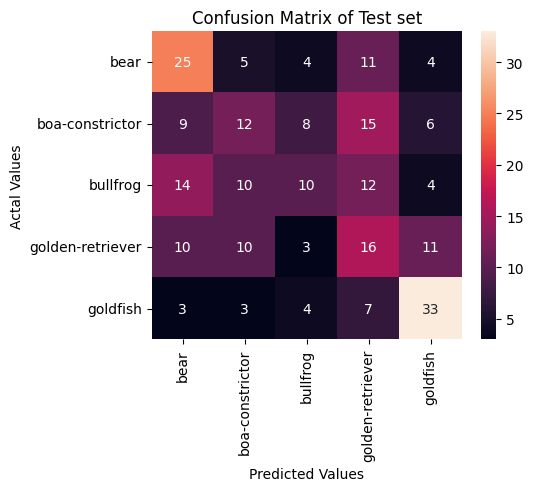 Confusion Matrix of Test set
Actal Values
bear 25 5 4 11 4
boa-constrictor 9 12 8 15 6
bullfrog 14 10 10 12 4
golden-retriever 10 10 3 16 11
goldfish 3 3 4 7 33
bear boa-constrictor bullfrog golden-retriever goldfish
Predicted Values
30
25
20
15
10
5